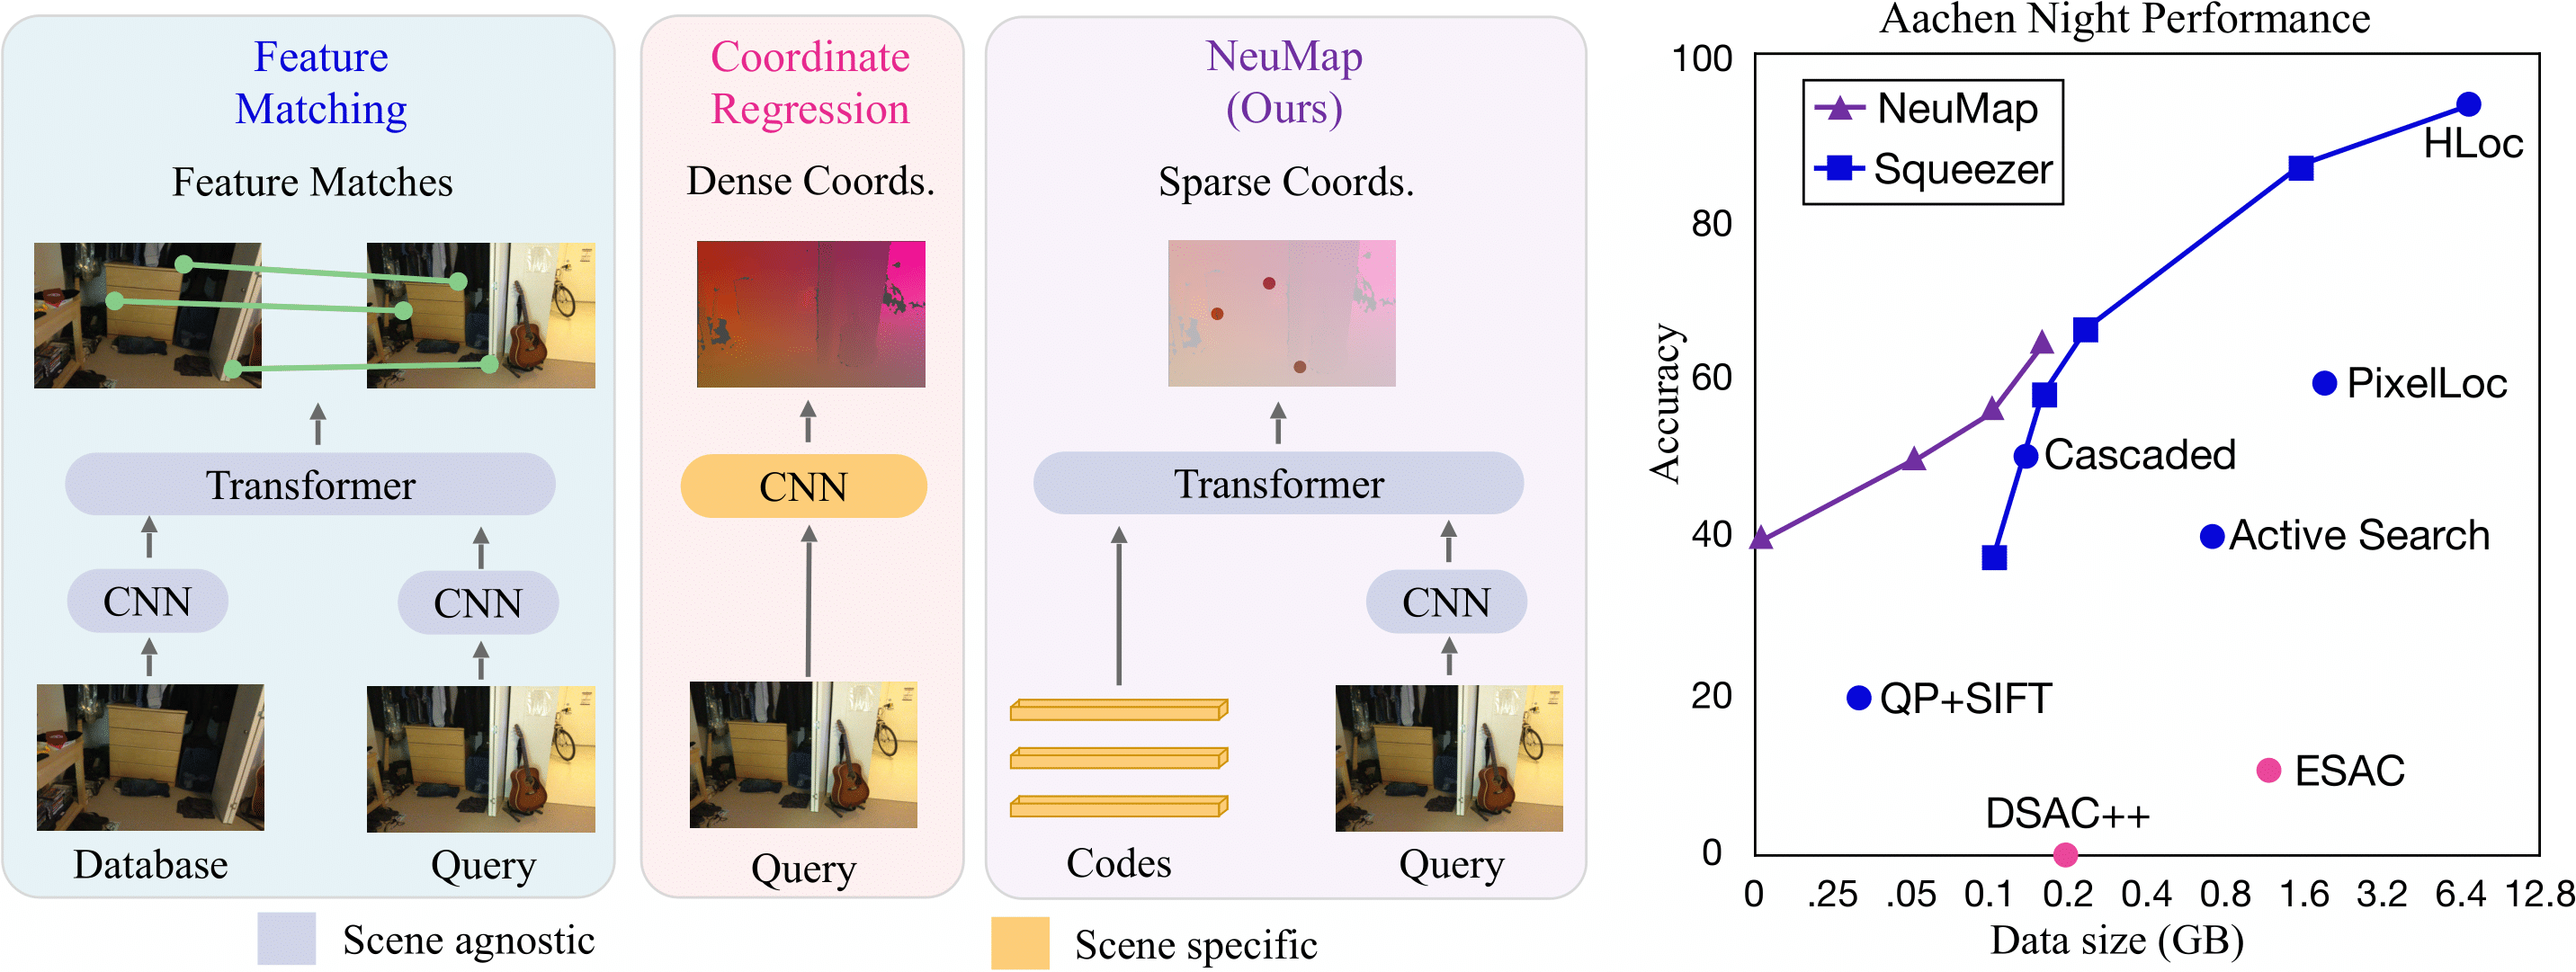 Feature
Matching
Feature Matches
Transformer
CNN
CNN
Database
Query
Coordinate
Regression
Dense Coords.
CNN
Query
NeuMap
(Ours)
Sparse Coords.
Transformer
CNN
Codes
Query
Scene agnostic
Scene specific
Aachen Night Performance
Accuracy
100
80
60
40
20
0
NeuMap
Squeezer
HLoc
PixelLoc
Cascaded
Active Search
QP+SIFT
ESAC
DSAC++
0 .25 .05 0.1 0.2 0.4 0.8 1.6 3.2 6.4 12.8
Data size (GB)